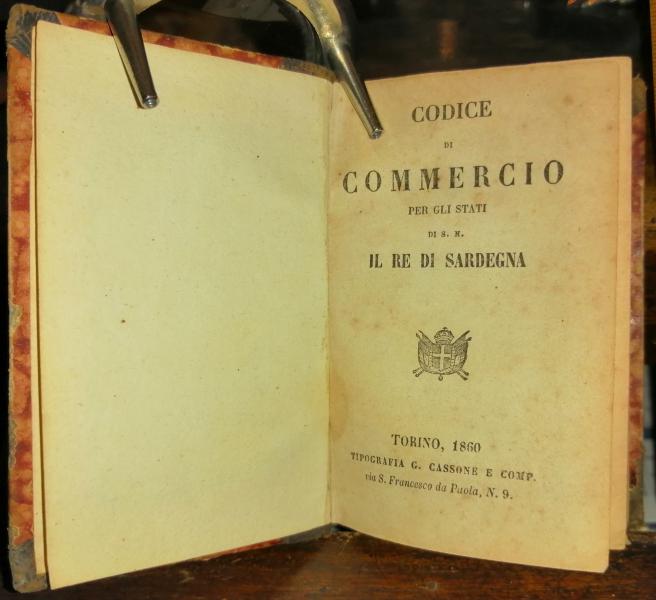 CODICE
DI
COMMERCIO
PER GLI STATI
DI S. M.
IL RE DI SARDEGNA
TORINO, 1860
TIPOGRAFIA G. CASSONE E COMP.
via S. Francesco da Paola, N. 9.